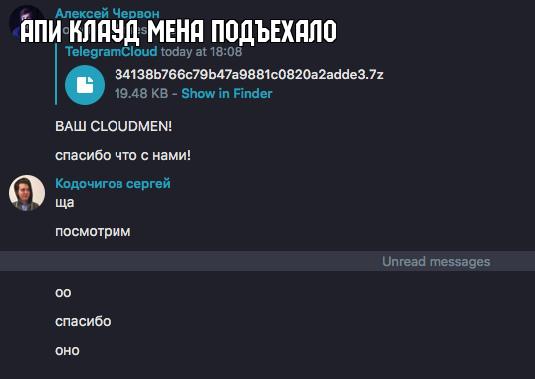 Алексей Червон
АПИ КЛАУД МЕНА ПОДЪЕХАЛО
TelegramCloud today at 18:08
34138b766c79b47a9881c0820a2adde3.7z
19.48 KB - Show in Finder
ВАШ CLOUDMEN!
спасибо что с нами!
Кодочигов сергей
ща
посмотрим
Unread messages
оо
спасибо
оно